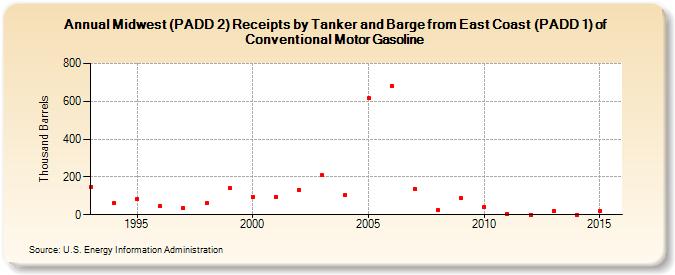 Annual Midwest (PADD 2) Receipts by Tanker and Barge from East Coast (PADD 1) of
Conventional Motor Gasoline
Thousand Barrels
800
600
400
200
0
1995
2000
2005
2010
2015
Source: U.S. Energy Information Administration